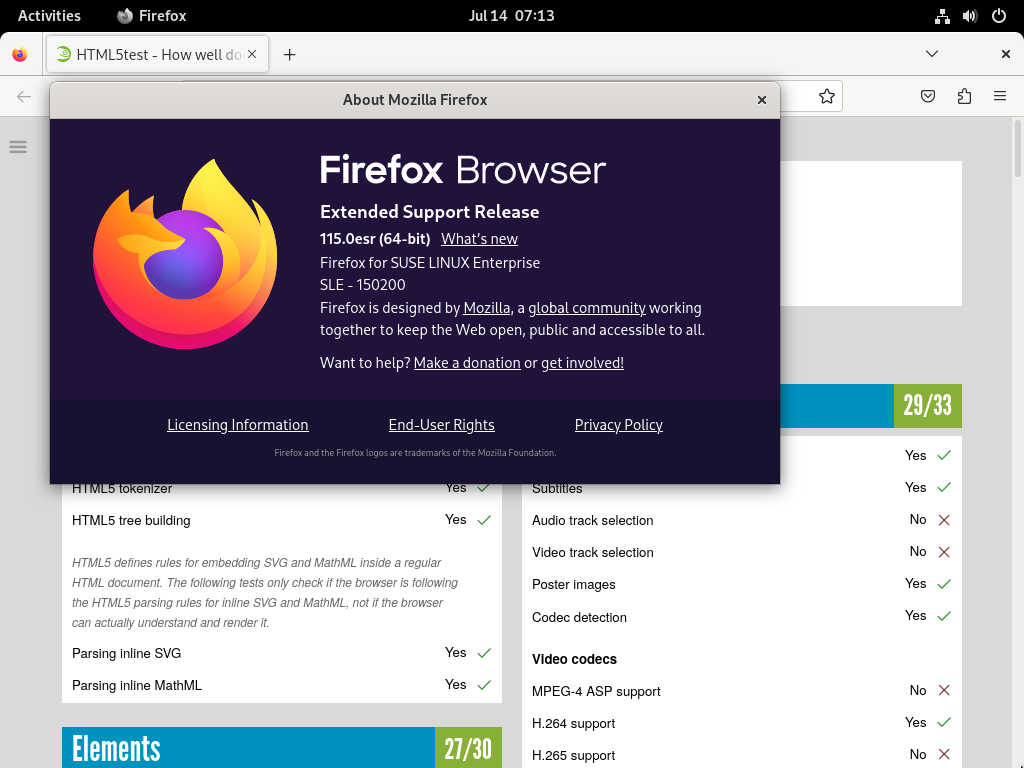 Activities
Firefox
Jul 14 07:13
HTML5test - How well do
About Mozilla Firefox
Firefox Browser
Extended Support Release
115.0esr (64-bit) What's new
Firefox for SUSE LINUX Enterprise
SLE - 150200
Firefox is designed by Mozilla, a global community working
together to keep the Web open, public and accessible to all.
Want to help? Make a donation or get involved!
Licensing Information
End-User Rights
Privacy Policy
Firefox and the Firefox logos are trademarks of the Mozilla Foundation.
HTML5 tokenizer Yes
HTML5 tree building Yes
HTML5 defines rules for embedding SVG and MathML inside a regular
HTML document. The following tests only check if the browser is following
the HTML5 parsing rules for inline SVG and MathML, not if the browser
can actually understand and render it.
Parsing inline SVG Yes
Parsing inline MathML Yes
Elements 27/30
29/33
Yes
Subtitles Yes
Audio track selection No
Video track selection No
Poster images Yes
Codec detection Yes
Video codecs
MPEG-4 ASP support No
H.264 support Yes
H.265 support No